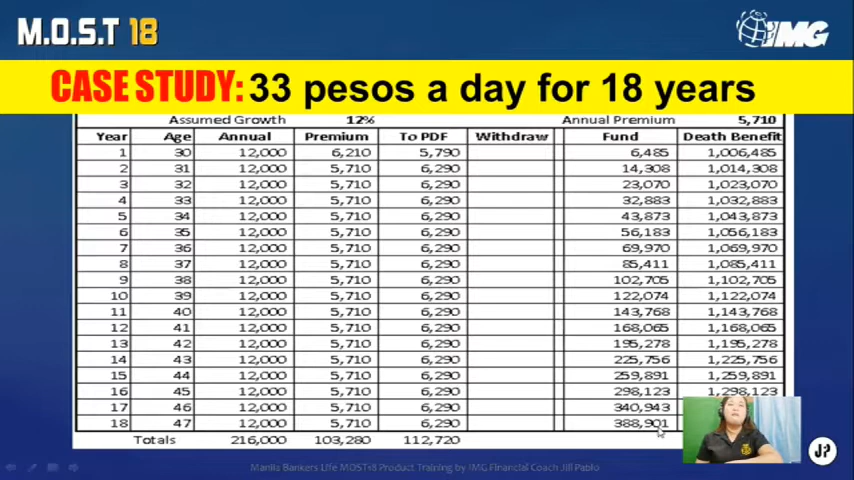 M.O.S.T 18
IMG
CASE STUDY: 33 pesos a day for 18 years
Assumed Growth 12% Annual Premium 5,710
Year Age Annual Premium To PDF Withdraw Fund Death Benefit
1 30 12,000 6,210 5,790 6,485 1,006,485
2 31 12,000 5,710 6,290 14,308 1,014,308
3 32 12,000 5,710 6,290 23,070 1,023,070
4 33 12,000 5,710 6,290 32,883 1,032,883
5 34 12,000 5,710 6,290 43,873 1,043,873
6 35 12,000 5,710 6,290 56,183 1,056,183
7 36 12,000 5,710 6,290 69,970 1,069,970
8 37 12,000 5,710 6,290 85,411 1,085,411
9 38 12,000 5,710 6,290 102,705 1,102,705
10 39 12,000 5,710 6,290 122,074 1,122,074
11 40 12,000 5,710 6,290 143,768 1,143,768
12 41 12,000 5,710 6,290 168,065 1,168,065
13 42 12,000 5,710 6,290 195,278 1,195,278
14 43 12,000 5,710 6,290 225,756 1,225,756
15 44 12,000 5,710 6,290 259,891 1,259,891
16 45 12,000 5,710 6,290 298,123 1,298,123
17 46 12,000 5,710 6,290 340,943
18 47 12,000 5,710 6,290 388,901
Totals 216,000 103,280 112,720
J?
Manila Bankers Life MOST18 Product Training by IMG Financial Coach Jill Pablo